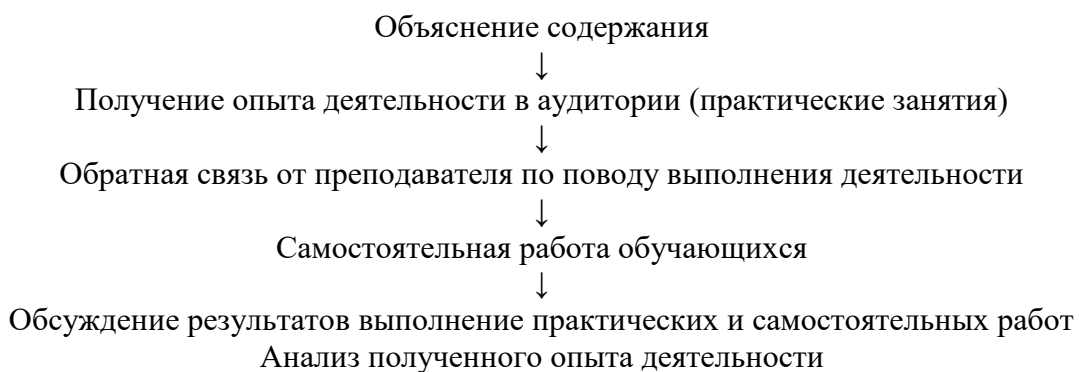 Объяснение содержания
↓
Получение опыта деятельности в аудитории (практические занятия)
↓
Обратная связь от преподавателя по поводу выполнения деятельности
↓
Самостоятельная работа обучающихся
↓
Обсуждение результатов выполнение практических и самостоятельных работ
Анализ полученного опыта деятельности